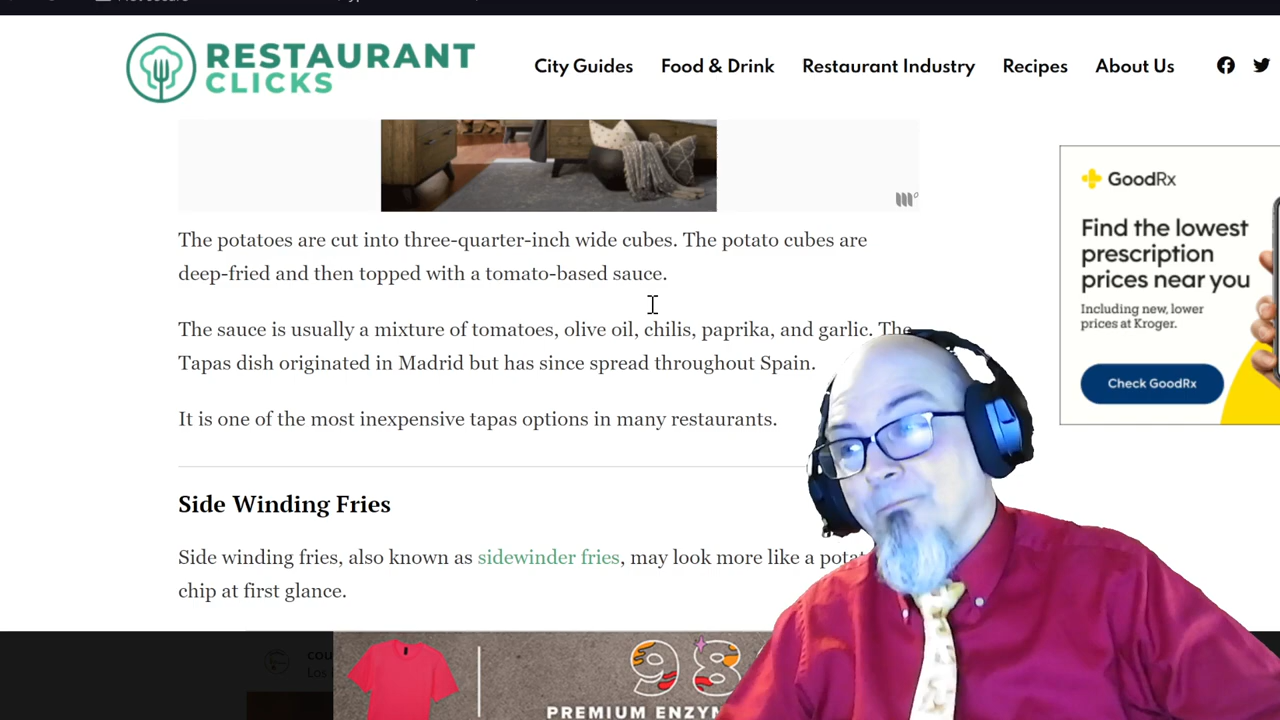 RESTAURANT
CLICKS
City Guides
Food & Drink
Restaurant Industry
Recipes
About Us
The potatoes are cut into three-quarter-inch wide cubes. The potato cubes are
deep-fried and then topped with a tomato-based sauce.
The sauce is usually a mixture of tomatoes, olive oil, chilis, paprika, and garlic. The
Tapas dish originated in Madrid but has since spread throughout Spain.
It is one of the most inexpensive tapas options in many restaurants.
Side Winding Fries
Side winding fries, also known as sidewinder fries, may look more like a
chip at first glance.
GoodRx
Find the lowest
prescription
prices near you
Including new, lower
prices at Kroger.
Check GoodRx
98
PREMIUM